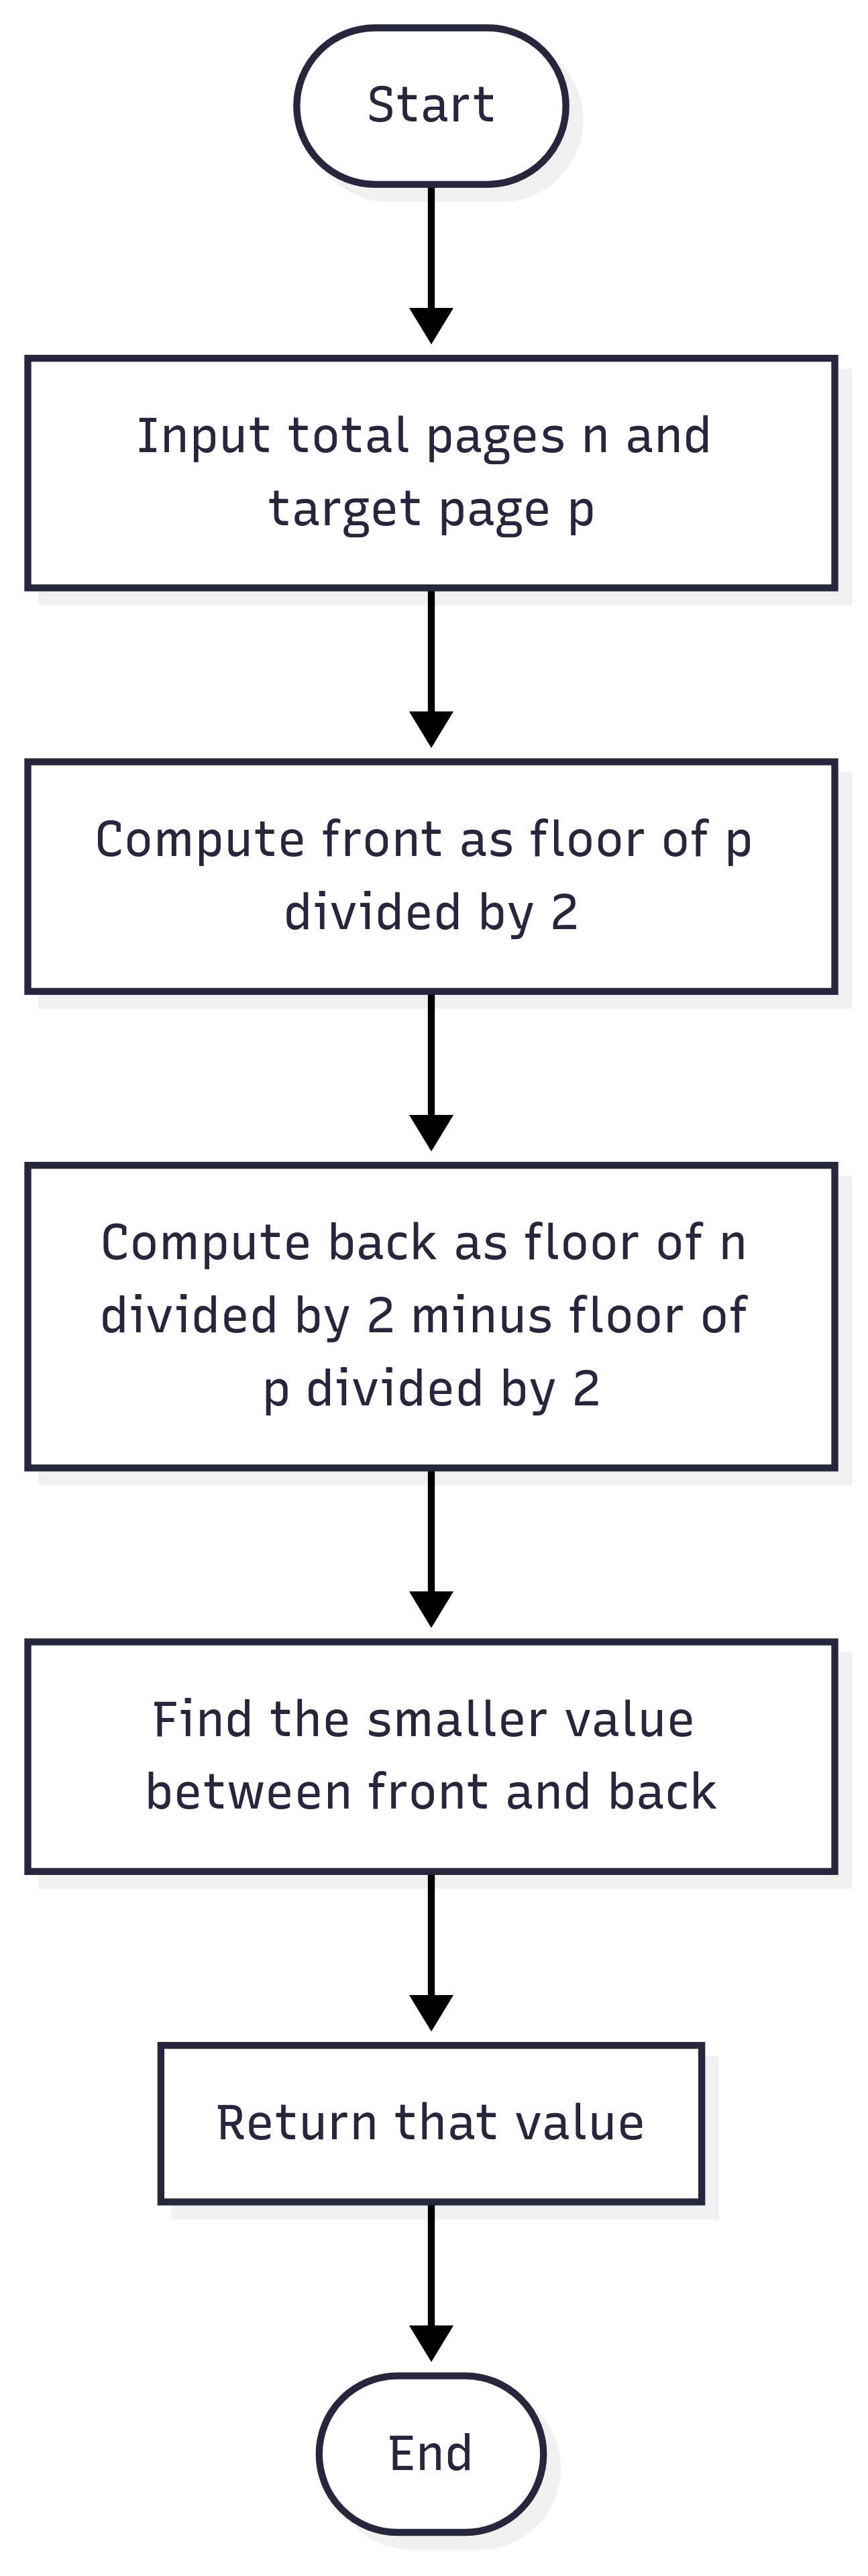 Start
Input total pages n and
target page p
Compute front as floor of p
divided by 2
Compute back as floor of n
divided by 2 minus floor of
p divided by 2
Find the smaller value
between front and back
Return that value
End